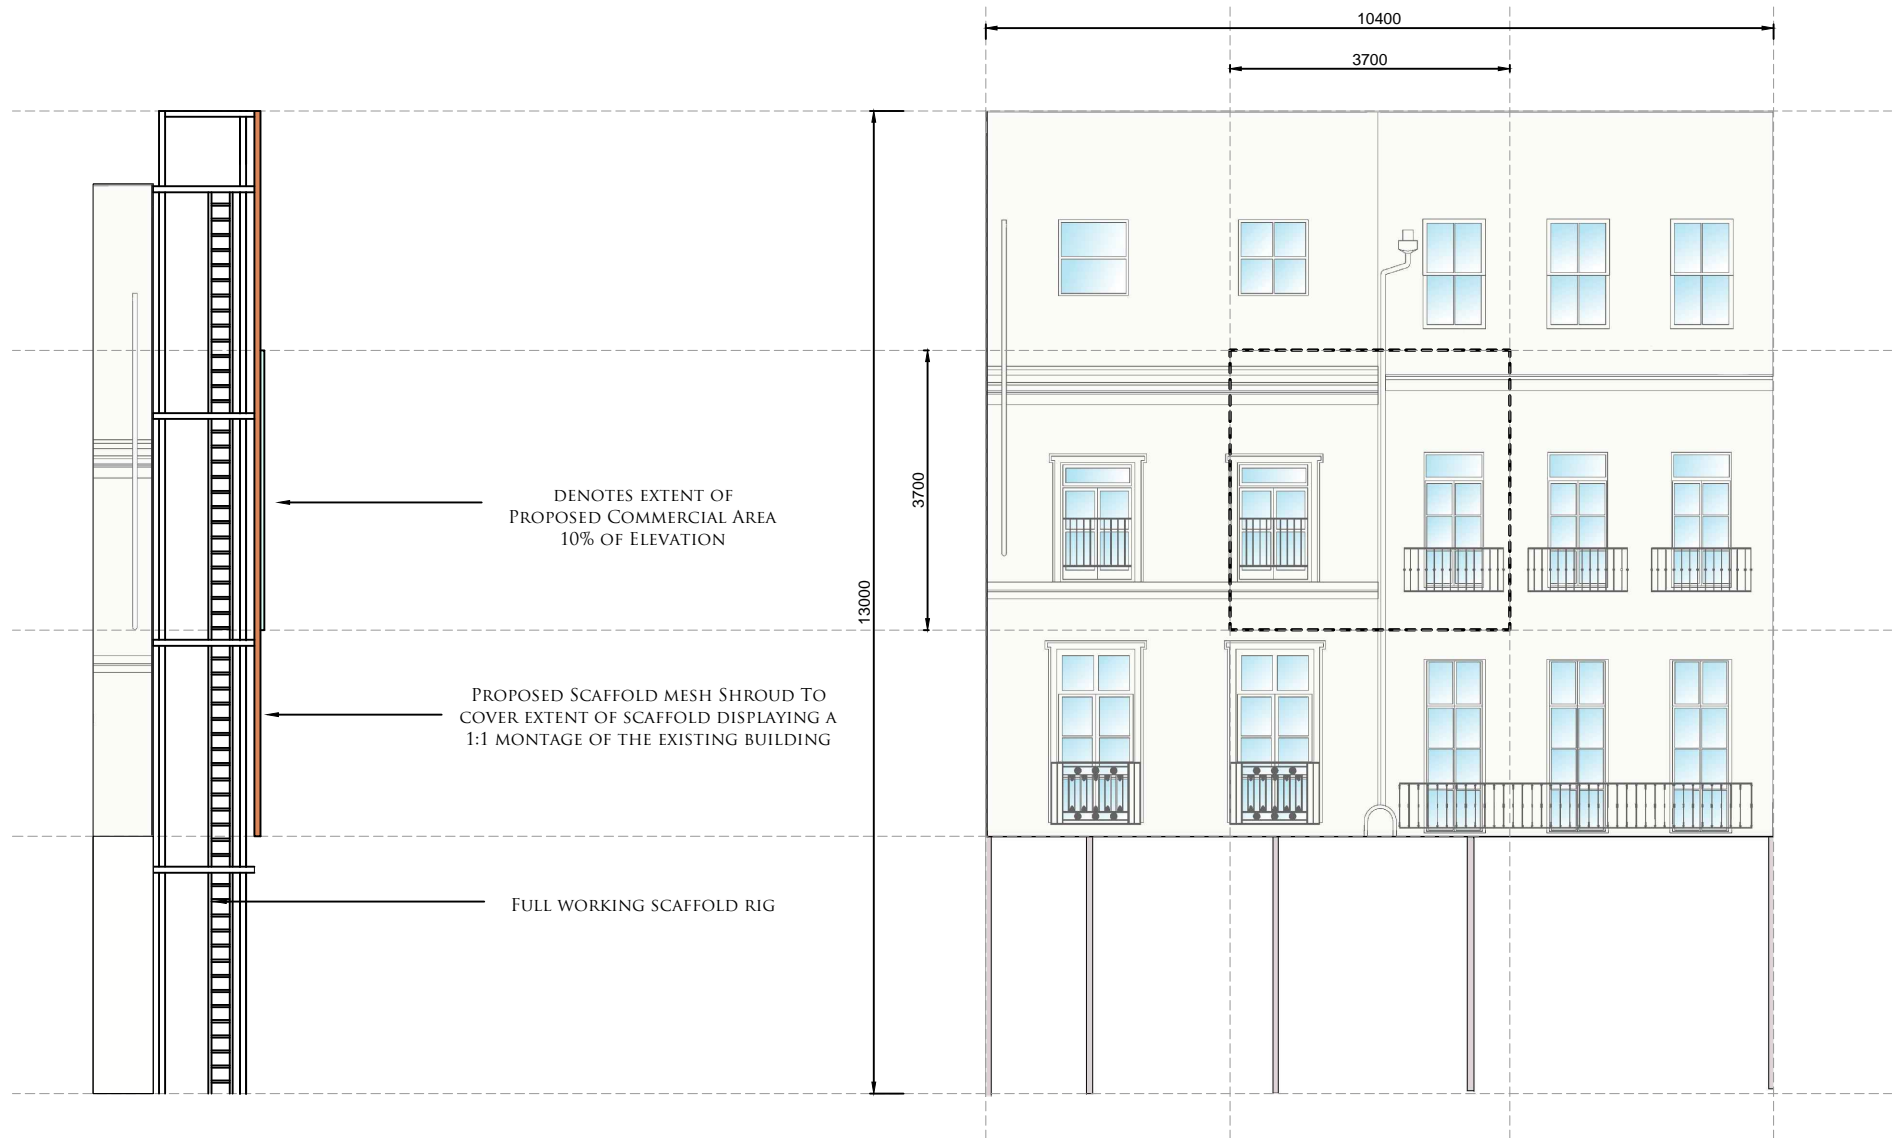 10400
3700
DENOTES EXTENT OF
PROPOSED COMMERCIAL AREA
10% OF ELEVATION
3700
13000
PROPOSED SCAFFOLD MESH SHROUD TO
COVER EXTENT OF SCAFFOLD DISPLAYING A
1:1 MONTAGE OF THE EXISTING BUILDING
FULL WORKING SCAFFOLD RIG